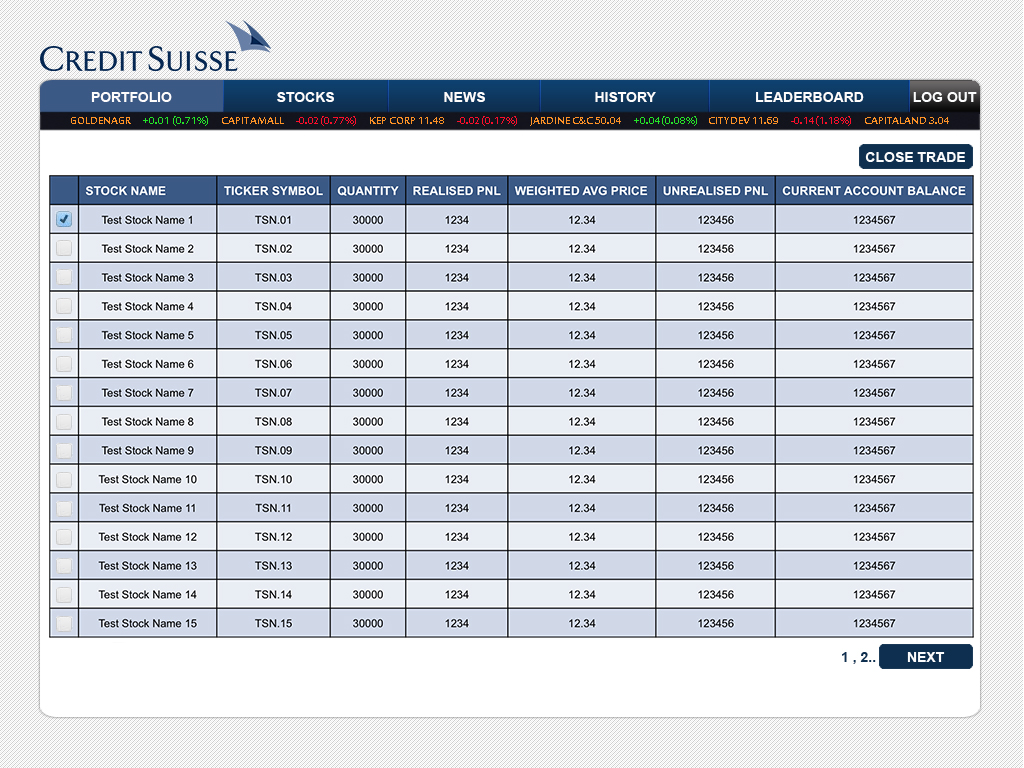 CREDIT SUISSE
PORTFOLIO STOCKS NEWS HISTORY LEADERBOARD LOG OUT
GOLDENAGR +0.01 (0.71%) CAPITAMALL -0.02 (0.77%) KEP CORP 11.48 -0.02 (0.17%) JARDINE C&C 50.04 +0.04 (0.08%) CITYDEV 11.69 -0.14 (1.18%) CAPITALAND 3.04
CLOSE TRADE
STOCK NAME TICKER SYMBOL QUANTITY REALISED PNL WEIGHTED AVG PRICE UNREALISED PNL CURRENT ACCOUNT BALANCE
Test Stock Name 1 TSN.01 30000 1234 12.34 123456 1234567
Test Stock Name 2 TSN.02 30000 1234 12.34 123456 1234567
Test Stock Name 3 TSN.03 30000 1234 12.34 123456 1234567
Test Stock Name 4 TSN.04 30000 1234 12.34 123456 1234567
Test Stock Name 5 TSN.05 30000 1234 12.34 123456 1234567
Test Stock Name 6 TSN.06 30000 1234 12.34 123456 1234567
Test Stock Name 7 TSN.07 30000 1234 12.34 123456 1234567
Test Stock Name 8 TSN.08 30000 1234 12.34 123456 1234567
Test Stock Name 9 TSN.09 30000 1234 12.34 123456 1234567
Test Stock Name 10 TSN.10 30000 1234 12.34 123456 1234567
Test Stock Name 11 TSN.11 30000 1234 12.34 123456 1234567
Test Stock Name 12 TSN.12 30000 1234 12.34 123456 1234567
Test Stock Name 13 TSN.13 30000 1234 12.34 123456 1234567
Test Stock Name 14 TSN.14 30000 1234 12.34 123456 1234567
Test Stock Name 15 TSN.15 30000 1234 12.34 123456 1234567
1 , 2.. NEXT